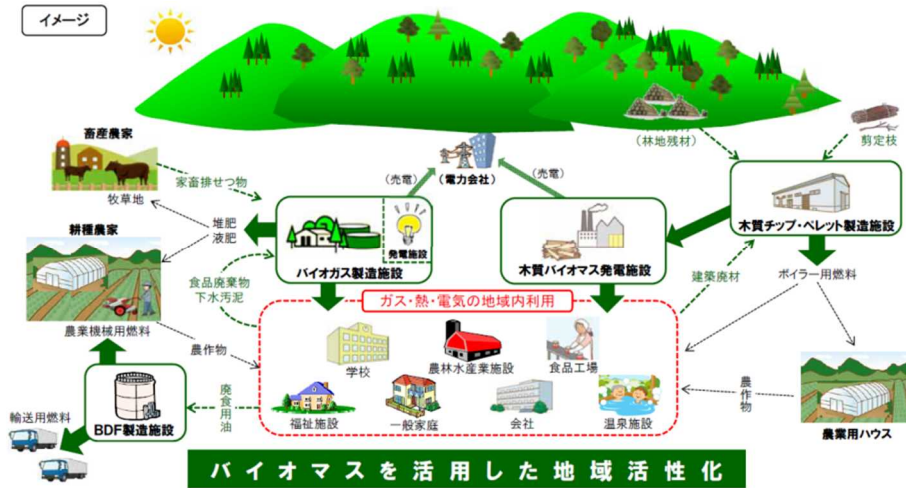 イメージ
(林地残材)
剪定枝
畜産農家
家畜排せつ物
牧草地
(売電)
(電力会社)
(売電)
堆肥
液肥
発電施設
バイオガス製造施設
木質バイオマス発電施設
木質チップ・ペレット製造施設
耕種農家
食品廃棄物
下水汚泥
建築廃材
ボイラー用燃料
ガス・熱・電気の地域内利用
農業機械用燃料
農作物
学校
農林水産業施設
食品工場
廃食用油
福祉施設
一般家庭
会社
温泉施設
農作物
農業用ハウス
BDF製造施設
輸送用燃料
バイオマスを活用した地域活性化